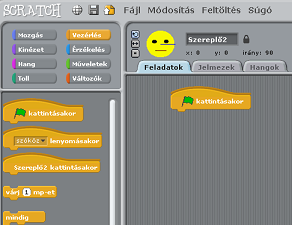 SCRATCH Fájl Módosítás Feltöltés Súgó
Mozgás Vezérlés
Kinézet Érzékelés
Hang Műveletek
Toll Változók
Szereplő2
x: 0 y: 0 irány: 90
Feladatok Jelmezek Hangok
kattintásakor
kattintásakor
szóköz lenyomásakor
Szereplő2 kattintásakor
várj 1 mp-et
mindig